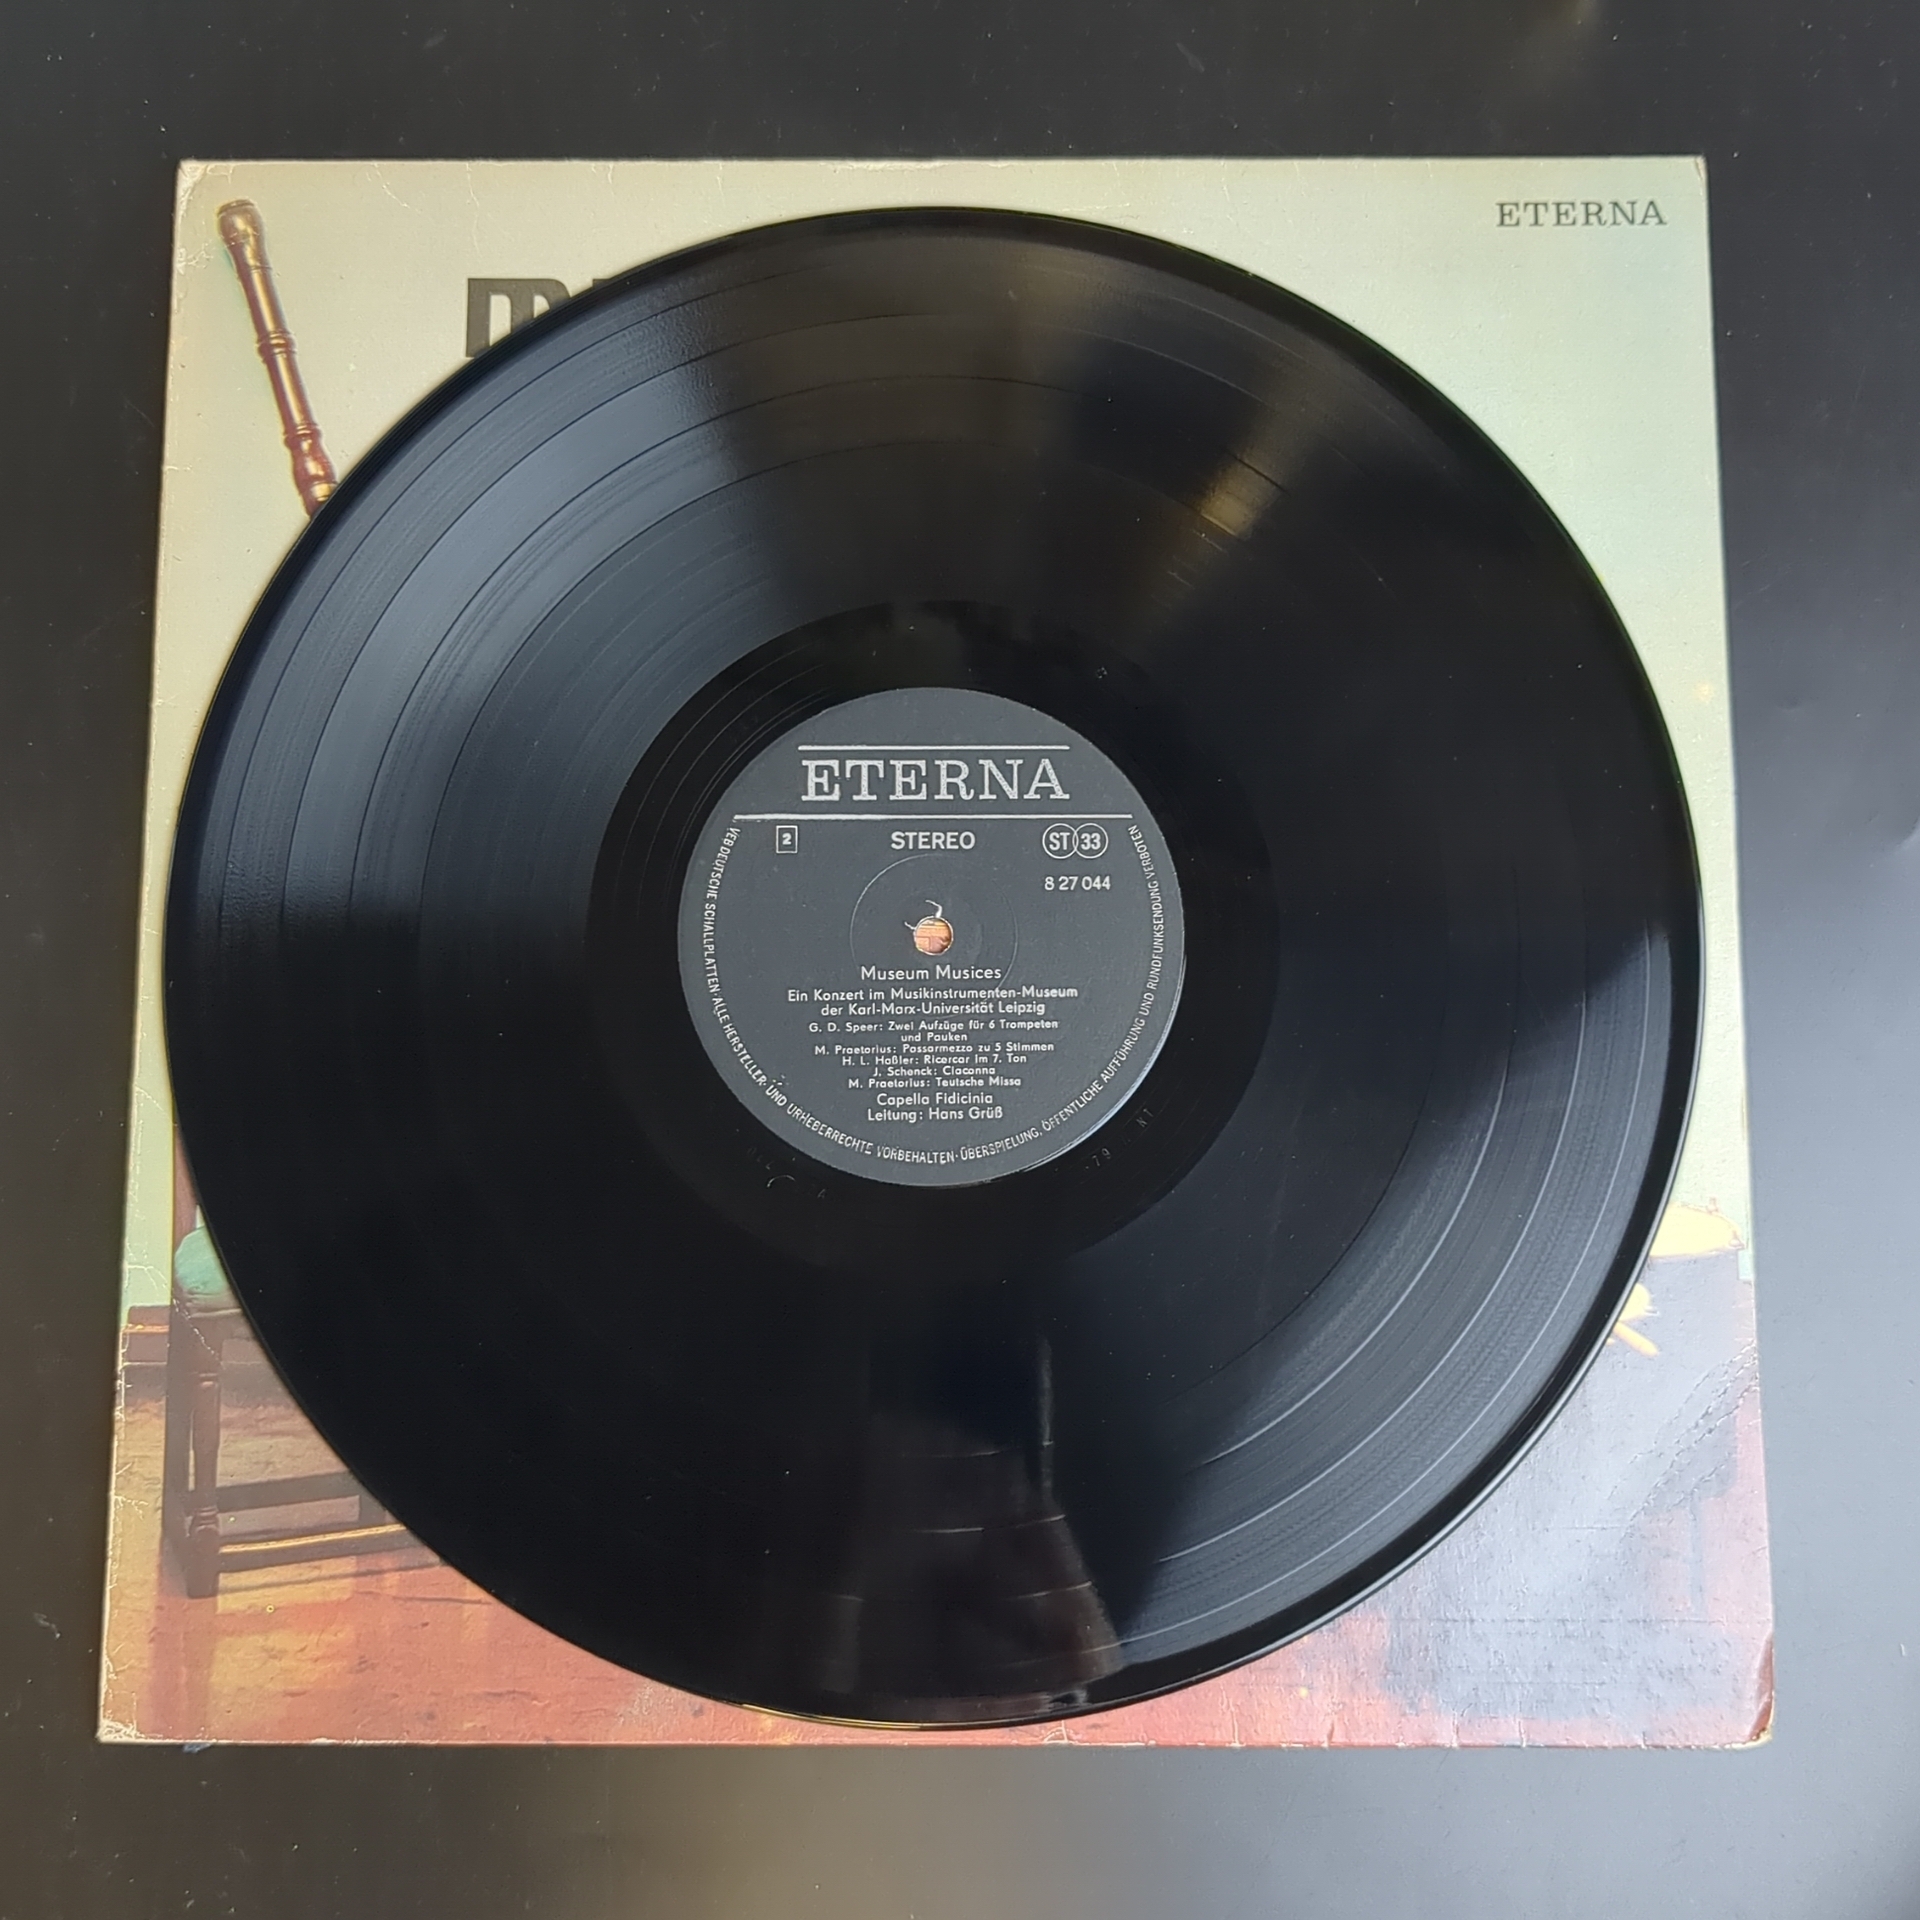 ETERNA
ETERNA
2 STEREO ST 33
8 27 044
Museum Musices
Ein Konzert im Musikinstrumenten-Museum
der Karl-Marx-Universität Leipzig
G. D. Speer: Zwei Aufzüge für 6 Trompeten
und Pauken
M. Praetorius: Passamezzo zu 5 Stimmen
H. L. Haßler: Ricercar im 7. Ton
J. Schenck: Ciaconna
M. Praetorius: Teutsche Missa
Capella Fidicinia
Leitung: Hans Grüß
VEB DEUTSCHE SCHALLPLATTEN · ALLE HERSTELLER- UND URHEBERRECHTE VORBEHALTEN · ÜBERSPIELUNG, ÖFFENTLICHE AUFFÜHRUNG UND RUNDFUNKSENDUNG VERBOTEN